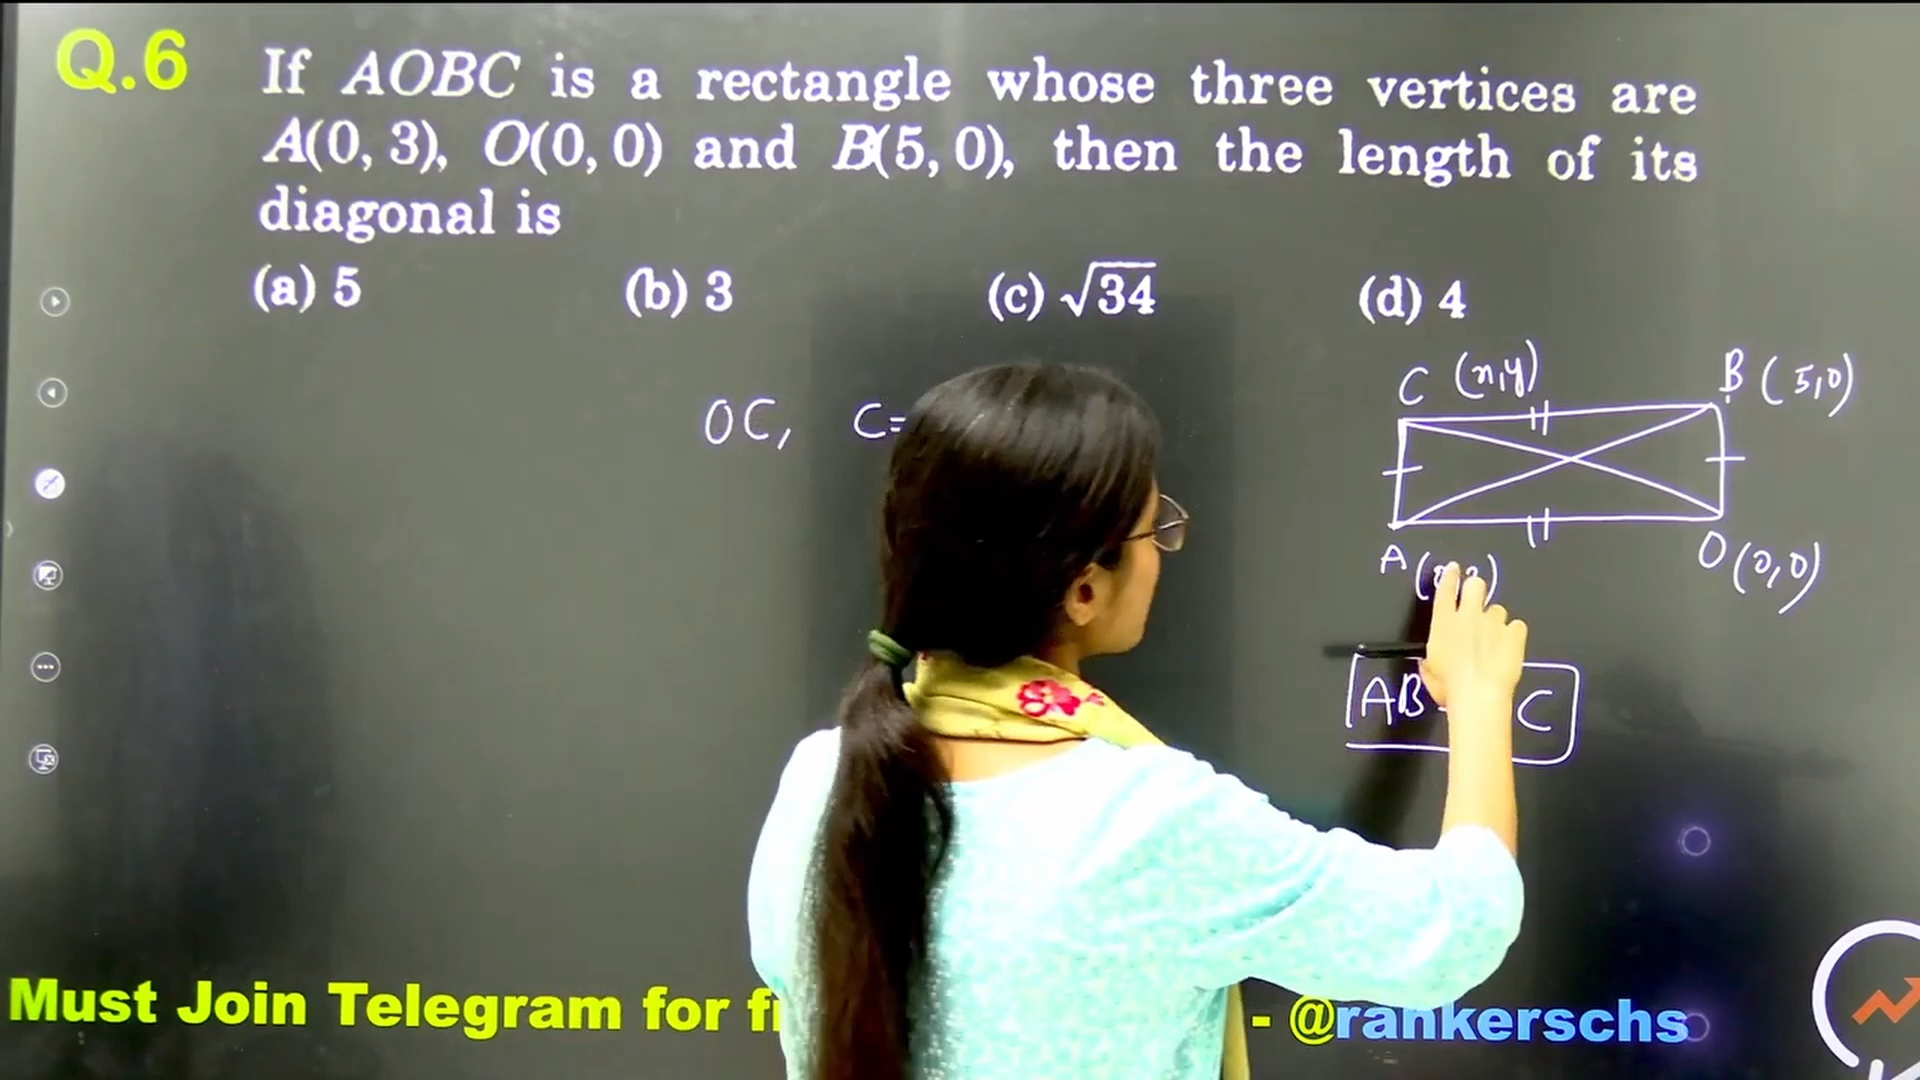 Q.6 If AOBC is a rectangle whose three vertices are
A(0, 3), O(0, 0) and B(5, 0), then the length of its
diagonal is
(a) 5 (b) 3 (c) √34 (d) 4
C (x,y) B (5,0)
OC, C=
A O (0,0)
AB C
Must Join Telegram for - @rankerschs